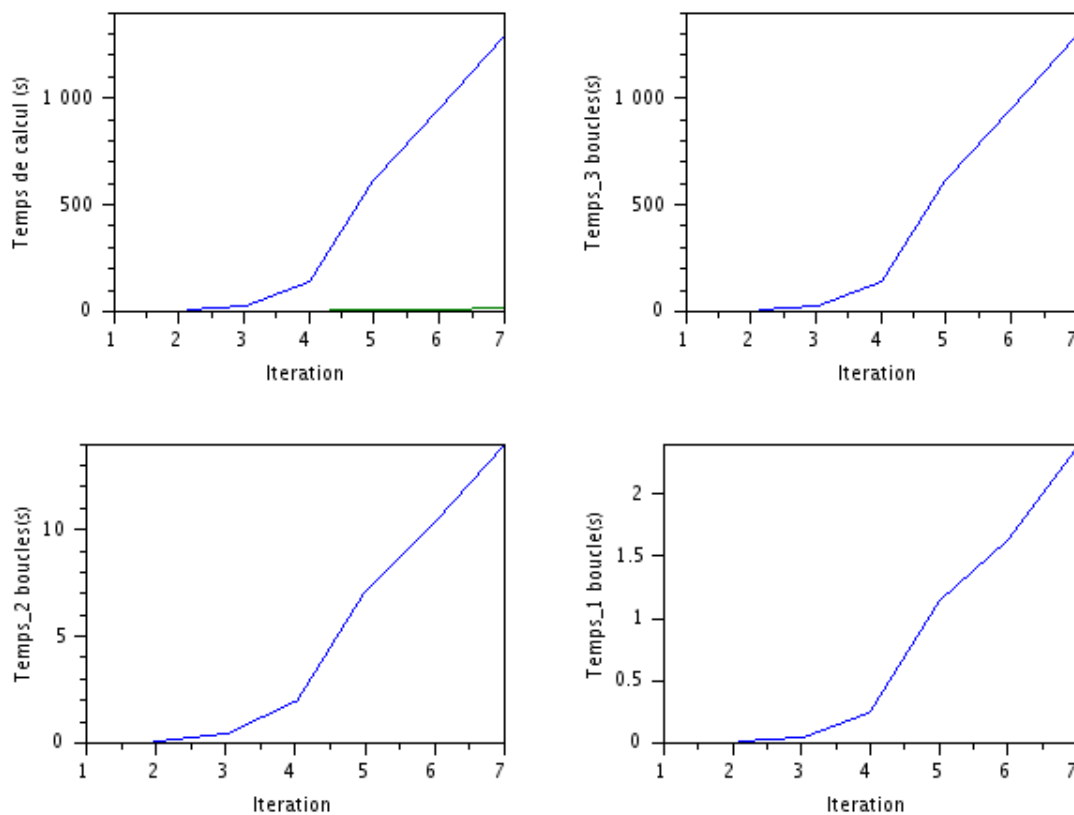 Temps de calcul (s)
1 000
500
0
1 2 3 4 5 6 7
Iteration
Temps_3 boucles(s)
1 000
500
0
1 2 3 4 5 6 7
Iteration
Temps_2 boucles(s)
10
5
0
1 2 3 4 5 6 7
Iteration
Temps_1 boucle(s)
2
1.5
1
0.5
0
1 2 3 4 5 6 7
Iteration